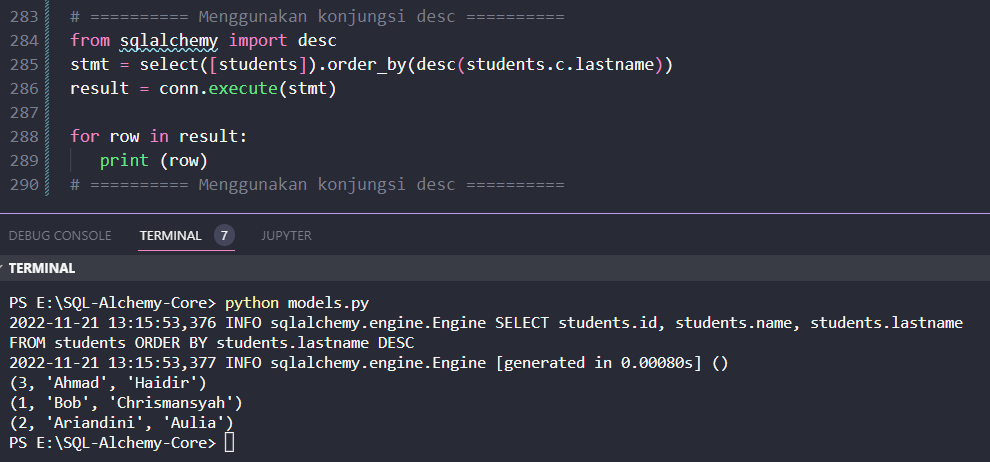 283 # ========== Menggunakan konjungsi desc ==========
284 from sqlalchemy import desc
285 stmt = select([students]).order_by(desc(students.c.lastname))
286 result = conn.execute(stmt)
287
288 for row in result:
289    print (row)
290 # ========== Menggunakan konjungsi desc ==========
DEBUG CONSOLE TERMINAL 7 JUPYTER
TERMINAL
PS E:\SQL-Alchemy-Core> python models.py
2022-11-21 13:15:53,376 INFO sqlalchemy.engine.Engine SELECT students.id, students.name, students.lastname
FROM students ORDER BY students.lastname DESC
2022-11-21 13:15:53,377 INFO sqlalchemy.engine.Engine [generated in 0.00080s] ()
(3, 'Ahmad', 'Haidir')
(1, 'Bob', 'Chrismansyah')
(2, 'Ariandini', 'Aulia')
PS E:\SQL-Alchemy-Core>